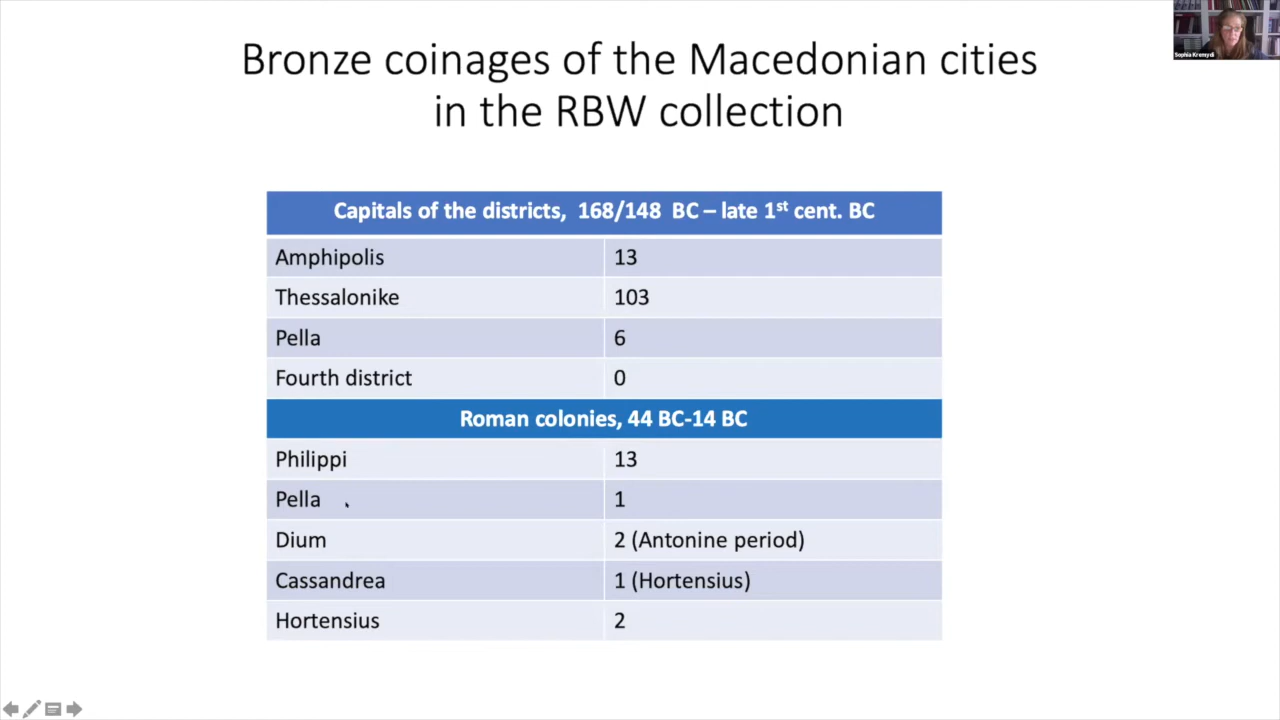 Sophia Kremydi
Bronze coinages of the Macedonian cities
in the RBW collection
Capitals of the districts, 168/148 BC – late 1st cent. BC
Amphipolis 13
Thessalonike 103
Pella 6
Fourth district 0
Roman colonies, 44 BC-14 BC
Philippi 13
Pella 1
Dium 2 (Antonine period)
Cassandrea 1 (Hortensius)
Hortensius 2